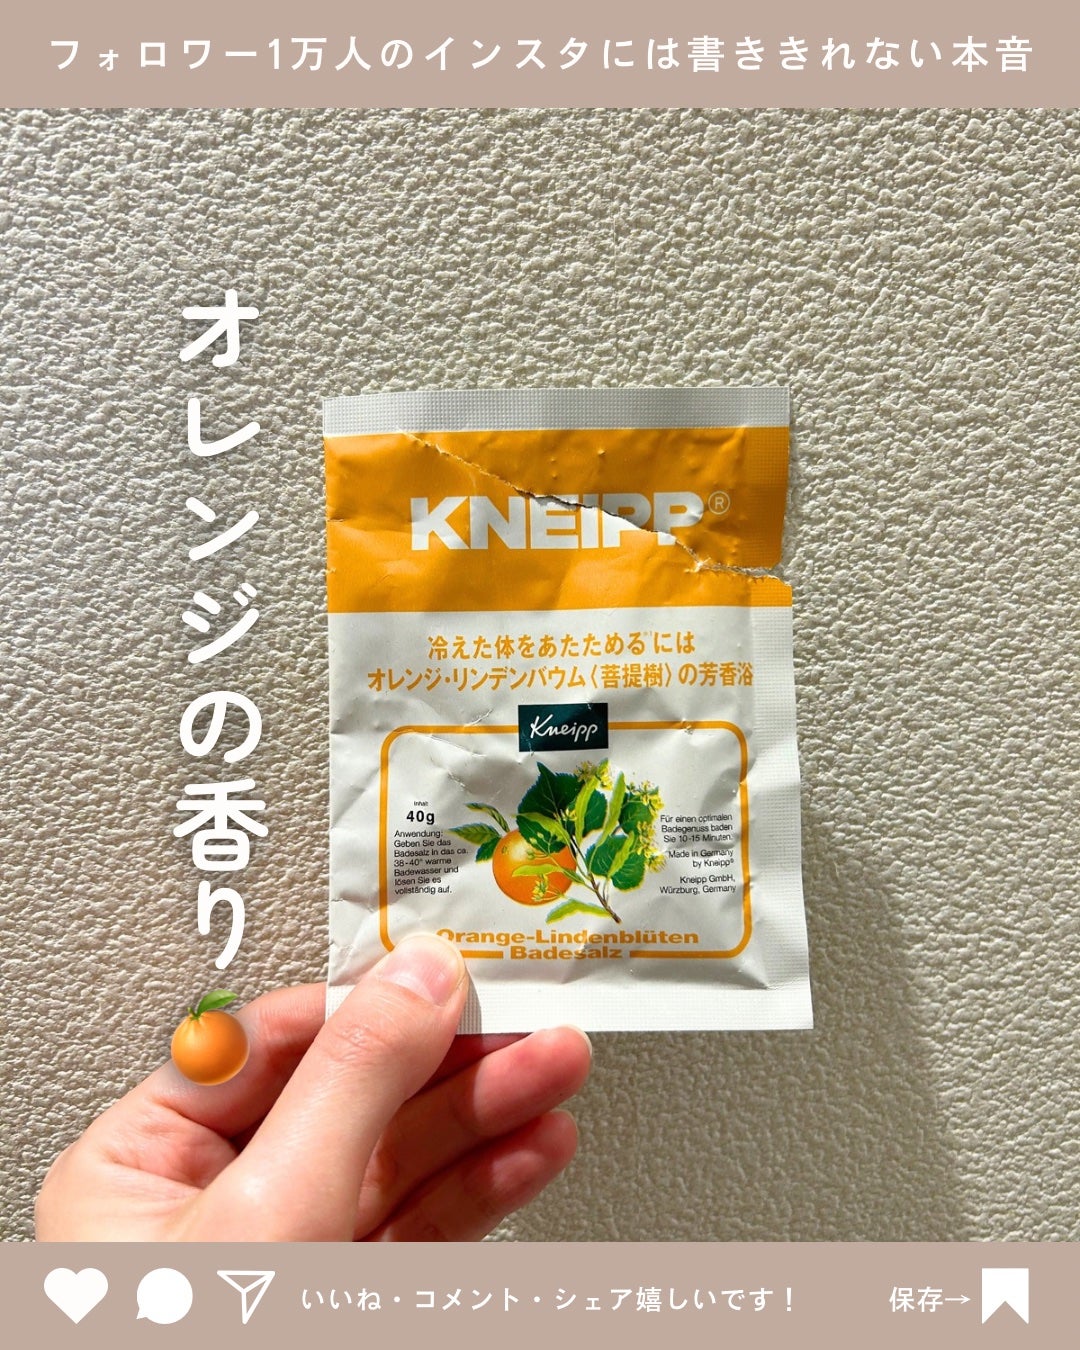 フォロワー1万人のインスタには書ききれない本音
オレンジの香り
KNEIPP®
冷えた体をあたためるには
オレンジ・リンデンバウム〈菩提樹〉の芳香浴
Kneipp
Inhalt
40g
Anwendung:
Geben Sie das
Badesalz in das ca.
38-40° warme
Badewasser und
lösen Sie es
vollständig auf.
Für einen optimalen
Badegenuss baden
Sie 10-15 Minuten.
Made in Germany
by Kneipp®
Kneipp GmbH,
Würzburg, Germany
Orange-Lindenblüten
Badesalz
いいね・コメント・シェア嬉しいです！
保存→